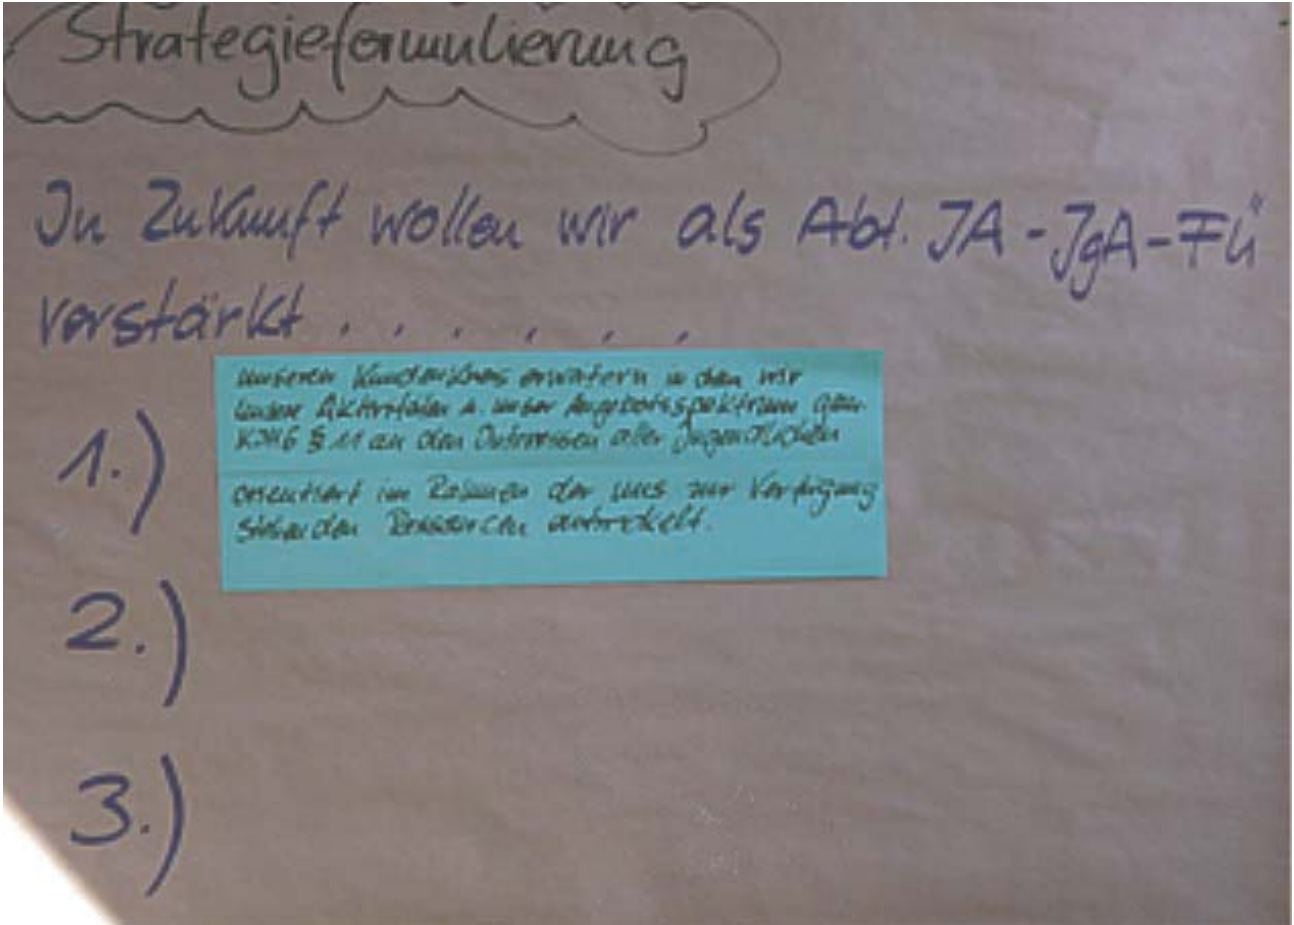 Strategieformulierung
In Zukunft wollen wir als Abt. JA-JgA-Fü
verstärkt . . . . . . .
1.)
unseren Kundenkreis erweitern in dem wir
unsere Aktivitäten u. unser Angebotsspektrum gem.
KJHG § 11 an den Interessen aller Jugendlichen
orientiert im Rahmen der uns zur Verfügung
stehenden Ressourcen entwickelt.
2.)
3.)